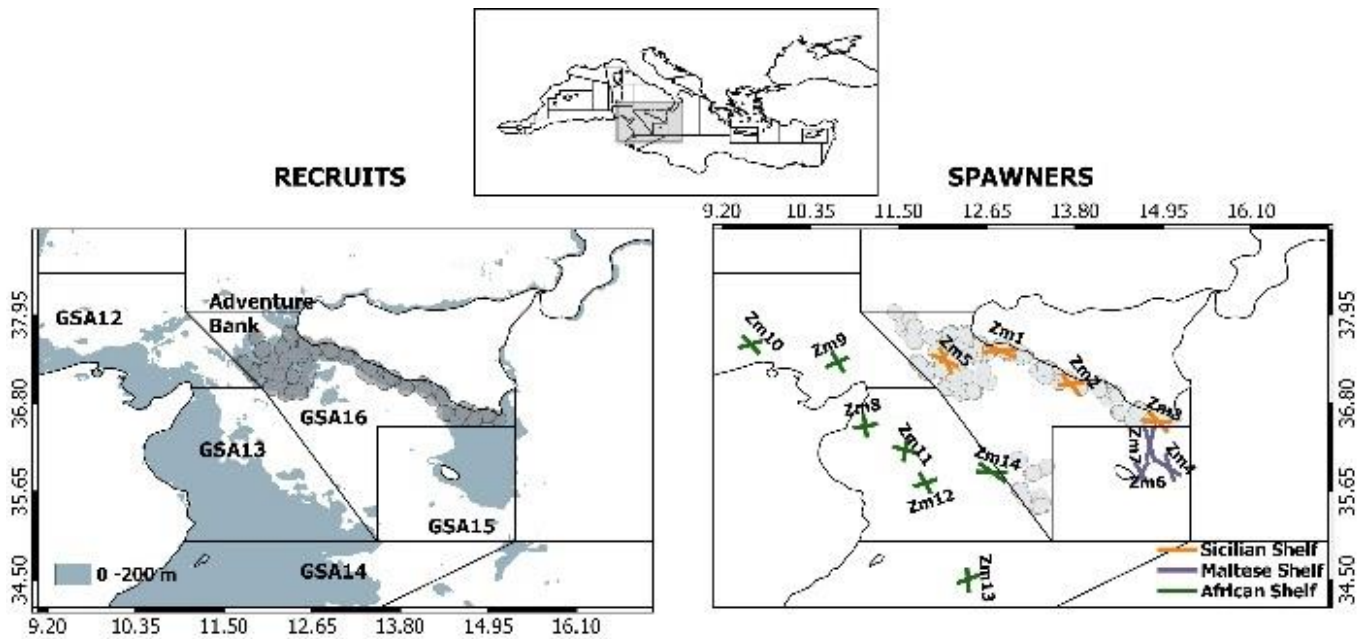 RECRUITS
SPAWNERS
9.20 10.35 11.50 12.65 13.80 14.95 16.10
37.95
36.80
35.65
34.50
GSA12
Adventure
Bank
GSA16
GSA13
GSA15
GSA14
0 -200 m
9.20 10.35 11.50 12.65 13.80 14.95 16.10
Zm10
Zm9
Zm5
Zm1
Zm2
Zm3
Zm8
Zm11
Zm12
Zm14
Zm7
Zm4
Zm6
Zm13
37.95
36.80
35.65
34.50
Sicilian Shelf
Maltese Shelf
African Shelf